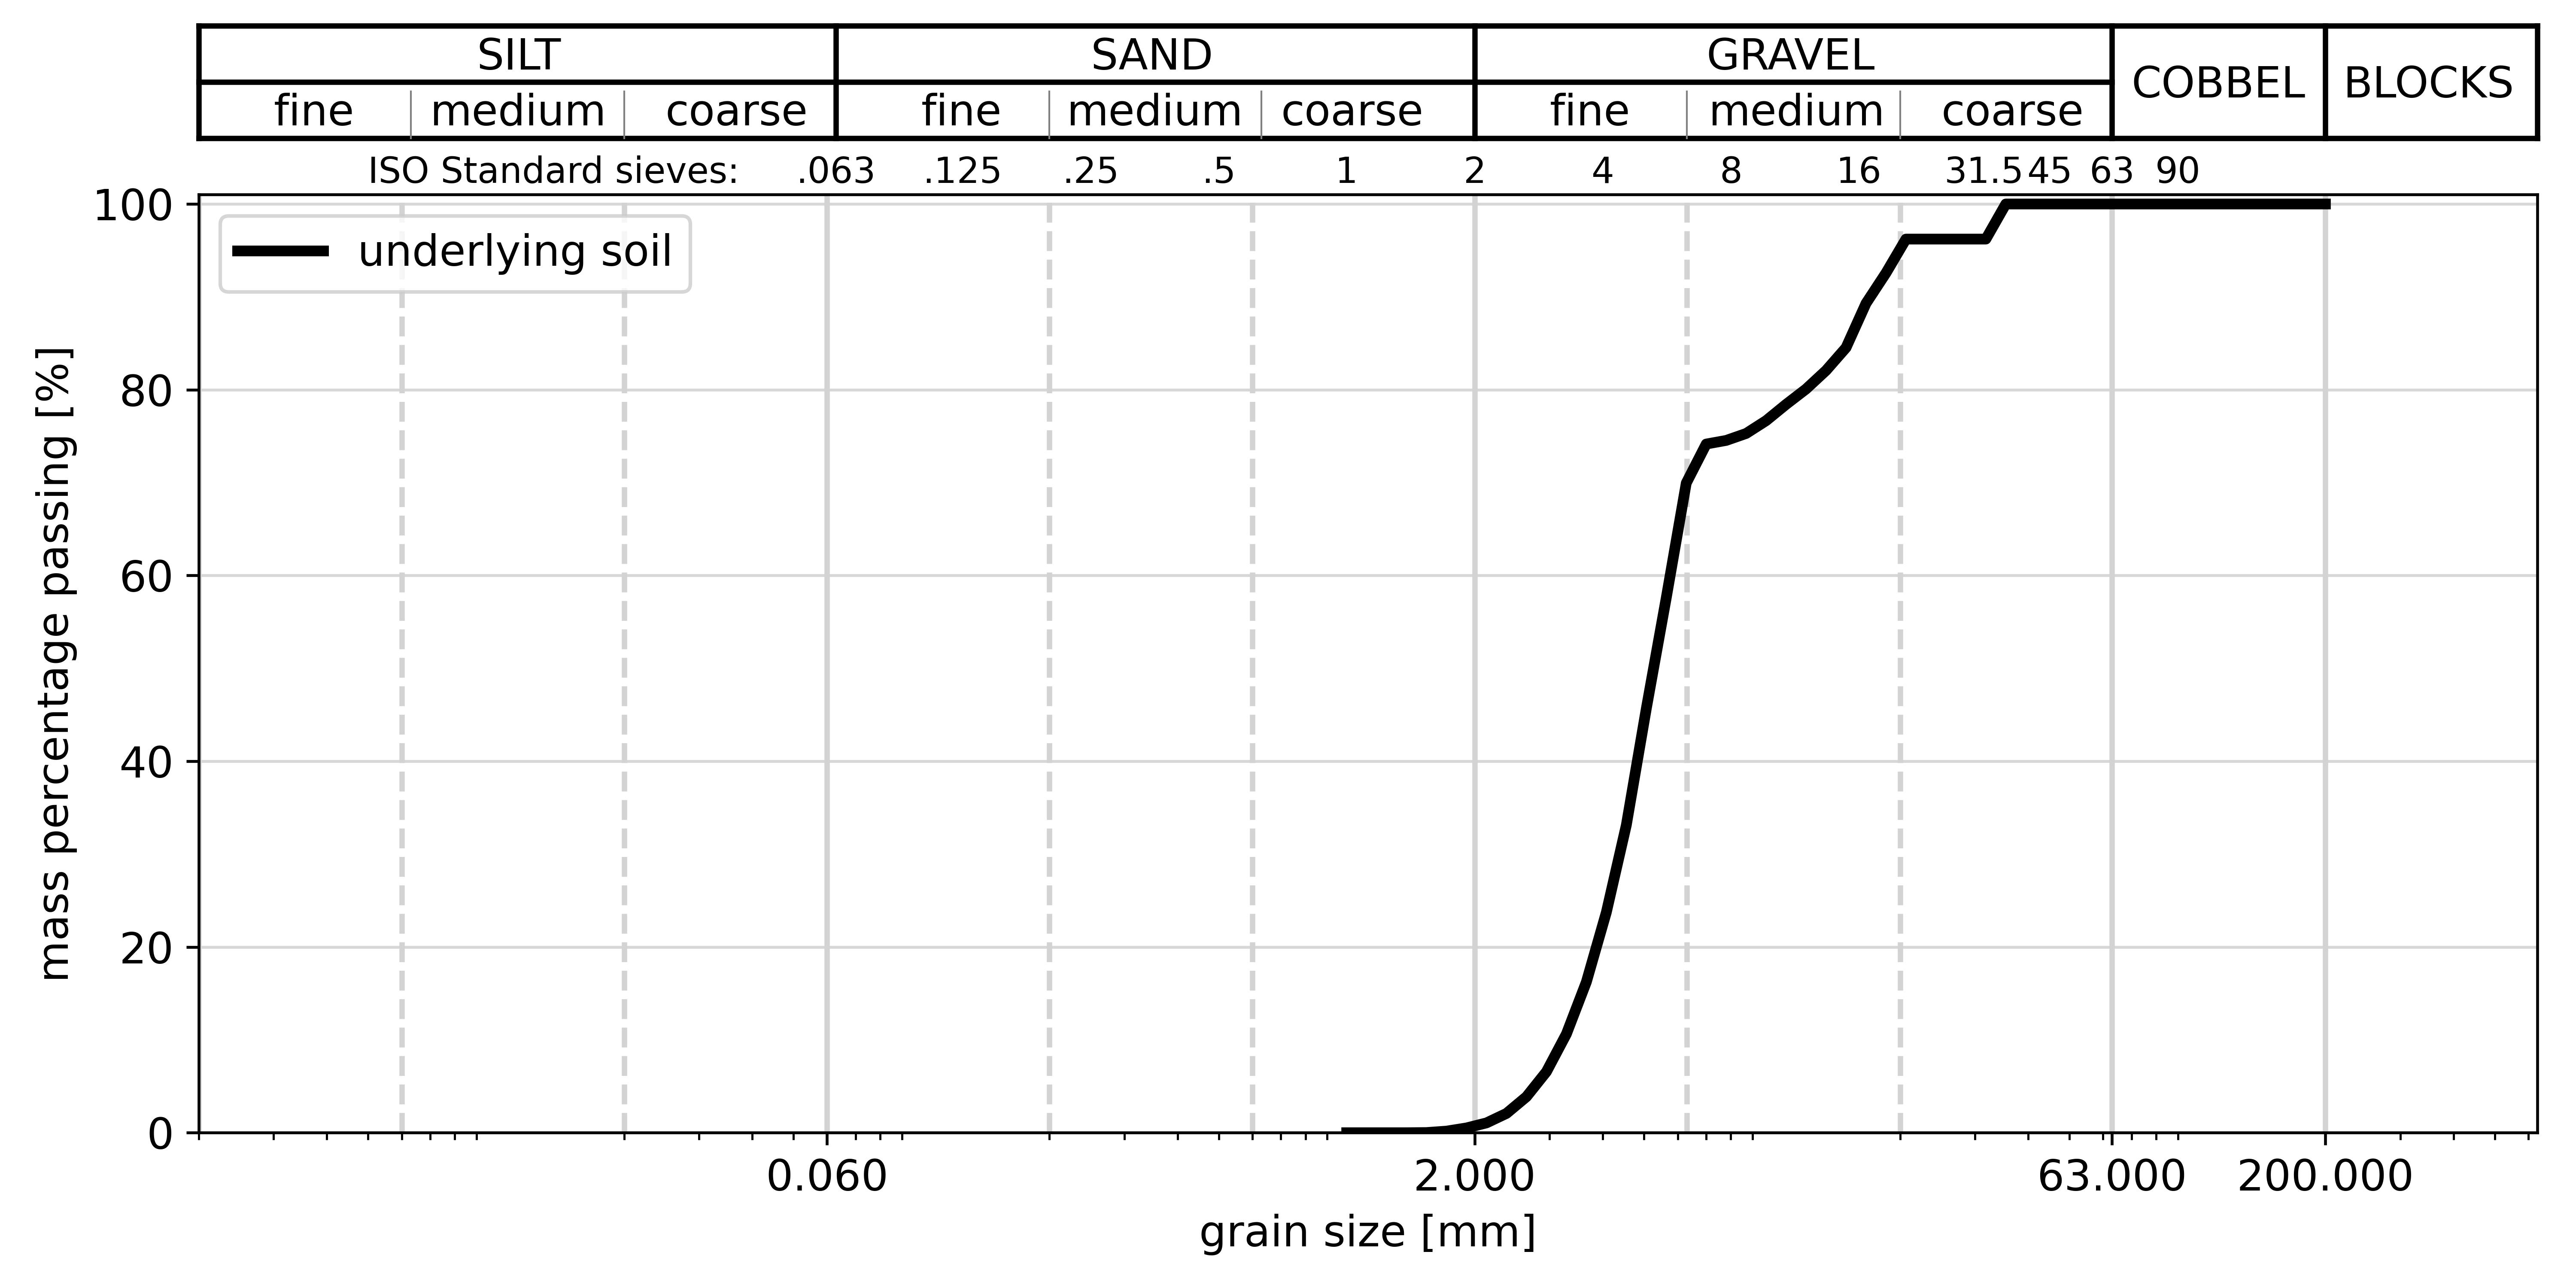 SILT SAND GRAVEL COBBEL BLOCKS
fine medium coarse fine medium coarse fine medium coarse
ISO Standard sieves: .063 .125 .25 .5 1 2 4 8 16 31.5 45 63 90
underlying soil
100
80
60
40
20
0
mass percentage passing [%]
0.060 2.000 63.000 200.000
grain size [mm]